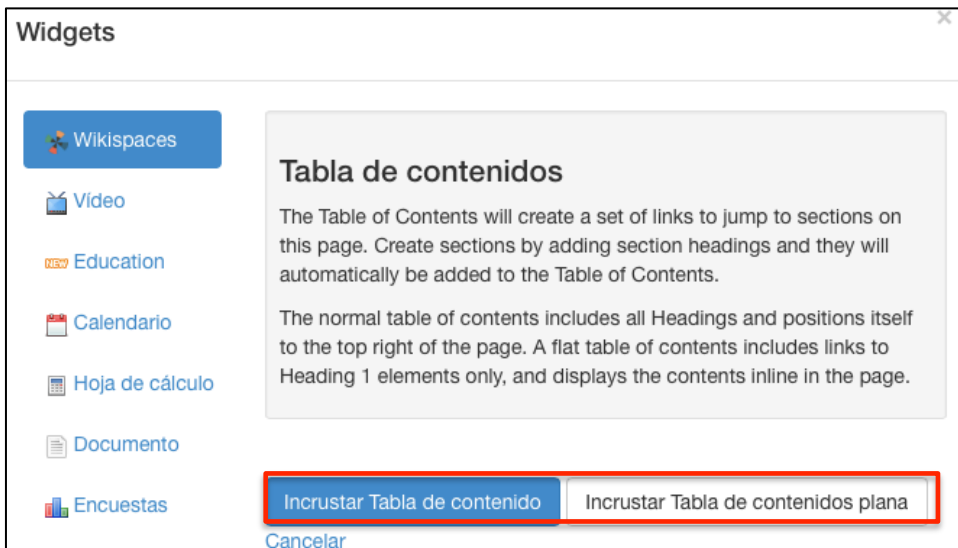 Widgets
×
Wikispaces
Vídeo
NEW Education
Calendario
Hoja de cálculo
Documento
Encuestas
Tabla de contenidos
The Table of Contents will create a set of links to jump to sections on
this page. Create sections by adding section headings and they will
automatically be added to the Table of Contents.
The normal table of contents includes all Headings and positions itself
to the top right of the page. A flat table of contents includes links to
Heading 1 elements only, and displays the contents inline in the page.
Incrustar Tabla de contenido
Incrustar Tabla de contenidos plana
Cancelar